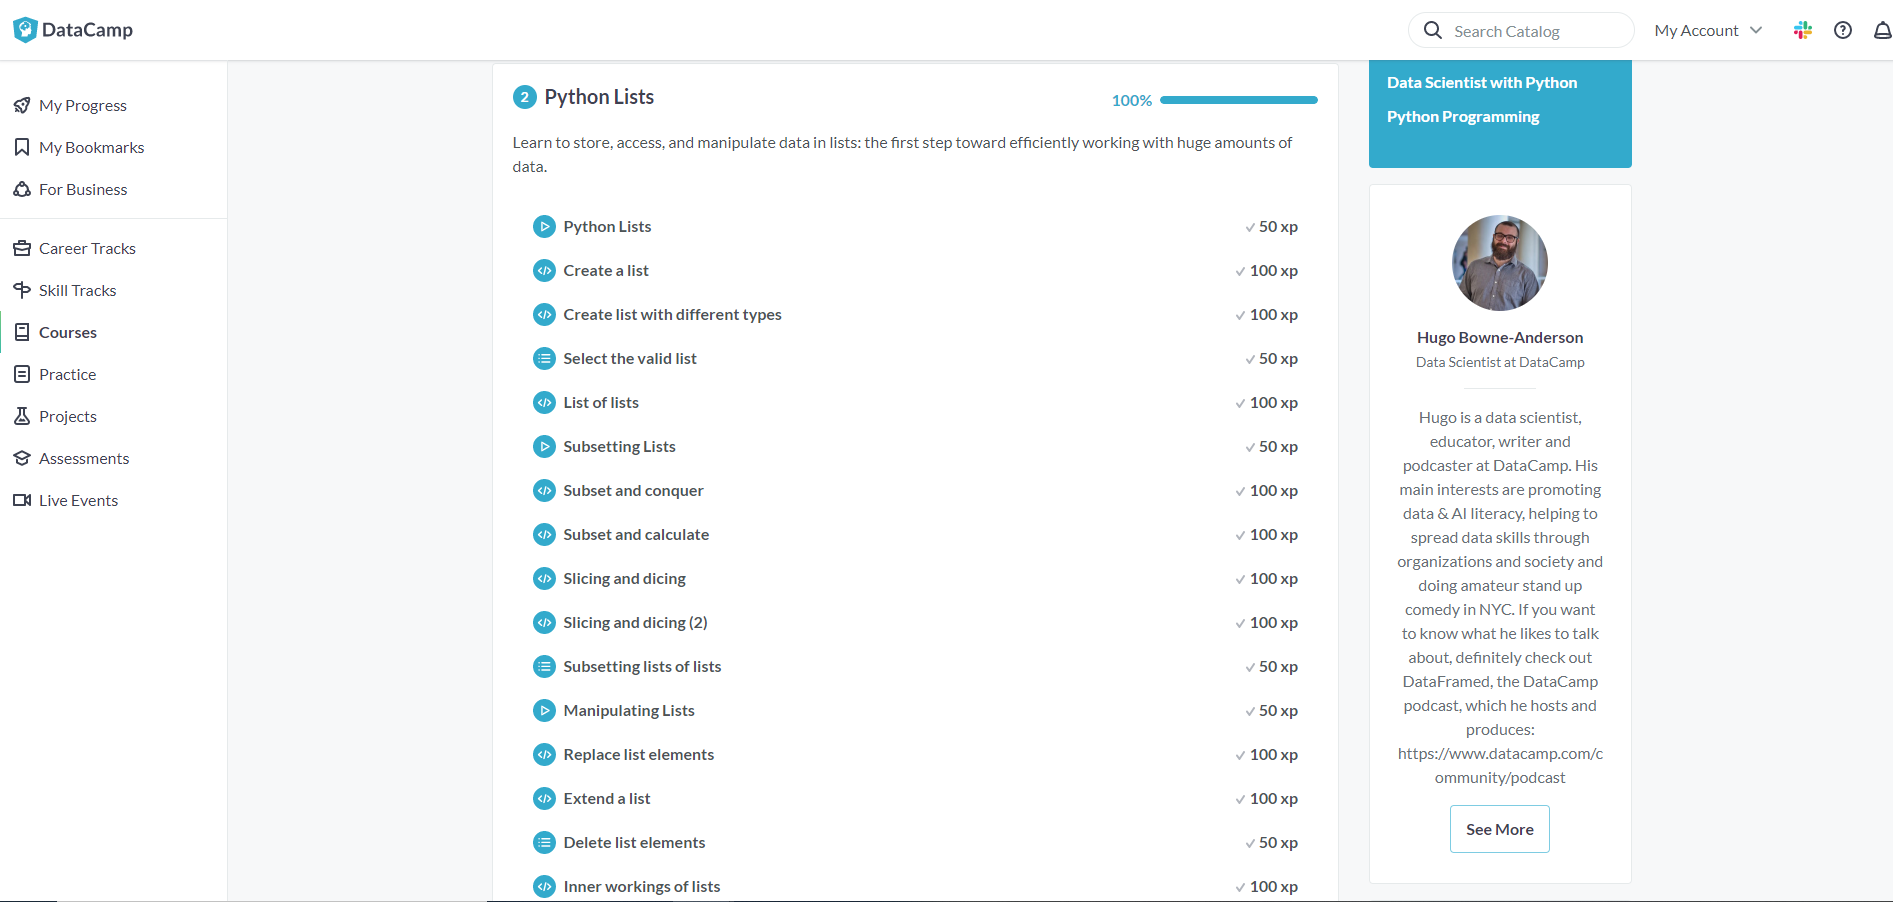 DataCamp
Search Catalog
My Account
My Progress
My Bookmarks
For Business
Career Tracks
Skill Tracks
Courses
Practice
Projects
Assessments
Live Events
2 Python Lists
100%
Learn to store, access, and manipulate data in lists: the first step toward efficiently working with huge amounts of
data.
Python Lists 50 xp
Create a list 100 xp
Create list with different types 100 xp
Select the valid list 50 xp
List of lists 100 xp
Subsetting Lists 50 xp
Subset and conquer 100 xp
Subset and calculate 100 xp
Slicing and dicing 100 xp
Slicing and dicing (2) 100 xp
Subsetting lists of lists 50 xp
Manipulating Lists 50 xp
Replace list elements 100 xp
Extend a list 100 xp
Delete list elements 50 xp
Inner workings of lists 100 xp
Data Scientist with Python
Python Programming
Hugo Bowne-Anderson
Data Scientist at DataCamp
Hugo is a data scientist,
educator, writer and
podcaster at DataCamp. His
main interests are promoting
data & AI literacy, helping to
spread data skills through
organizations and society and
doing amateur stand up
comedy in NYC. If you want
to know what he likes to talk
about, definitely check out
DataFramed, the DataCamp
podcast, which he hosts and
produces:
https://www.datacamp.com/c
ommunity/podcast
See More